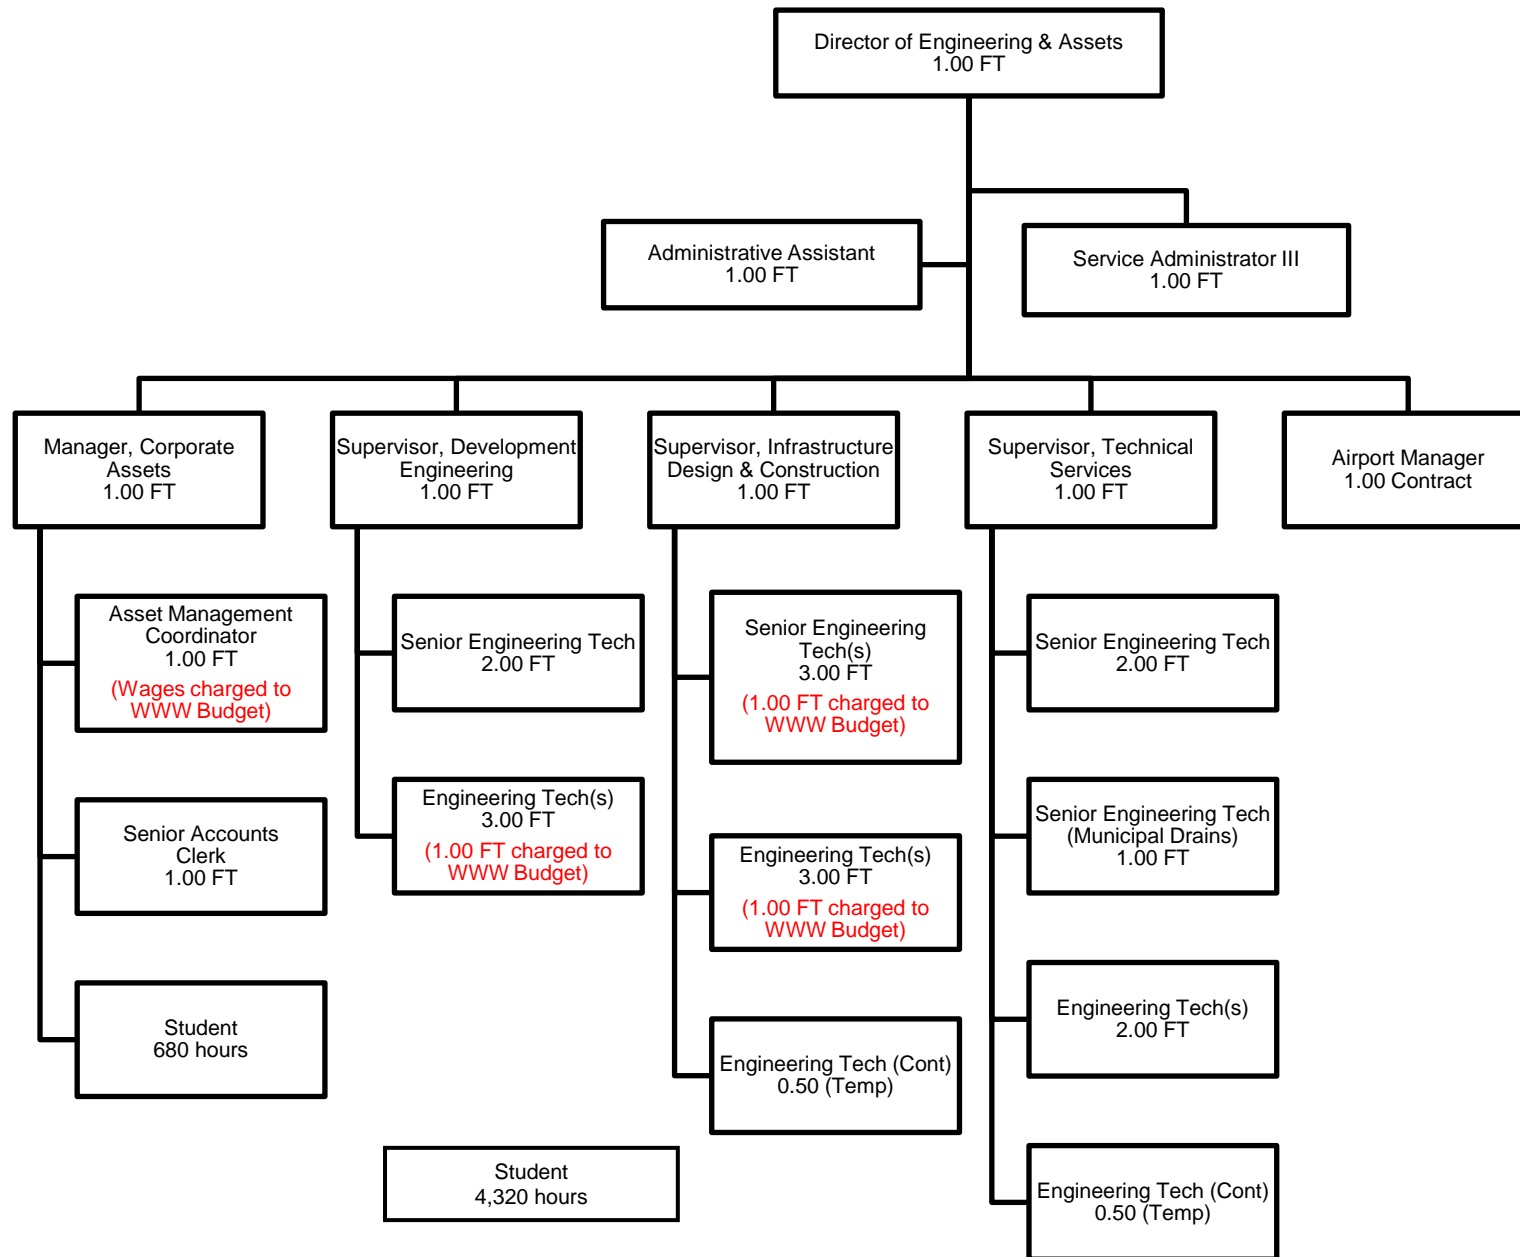 Director of Engineering & Assets
1.00 FT
Administrative Assistant
1.00 FT
Service Administrator III
1.00 FT
Manager, Corporate
Assets
1.00 FT
Supervisor, Development
Engineering
1.00 FT
Supervisor, Infrastructure
Design & Construction
1.00 FT
Supervisor, Technical
Services
1.00 FT
Airport Manager
1.00 Contract
Asset Management
Coordinator
1.00 FT
(Wages charged to
WWW Budget)
Senior Accounts
Clerk
1.00 FT
Student
680 hours
Senior Engineering Tech
2.00 FT
Engineering Tech(s)
3.00 FT
(1.00 FT charged to
WWW Budget)
Senior Engineering
Tech(s)
3.00 FT
(1.00 FT charged to
WWW Budget)
Engineering Tech(s)
3.00 FT
(1.00 FT charged to
WWW Budget)
Engineering Tech (Cont)
0.50 (Temp)
Senior Engineering Tech
2.00 FT
Senior Engineering Tech
(Municipal Drains)
1.00 FT
Engineering Tech(s)
2.00 FT
Engineering Tech (Cont)
0.50 (Temp)
Student
4,320 hours